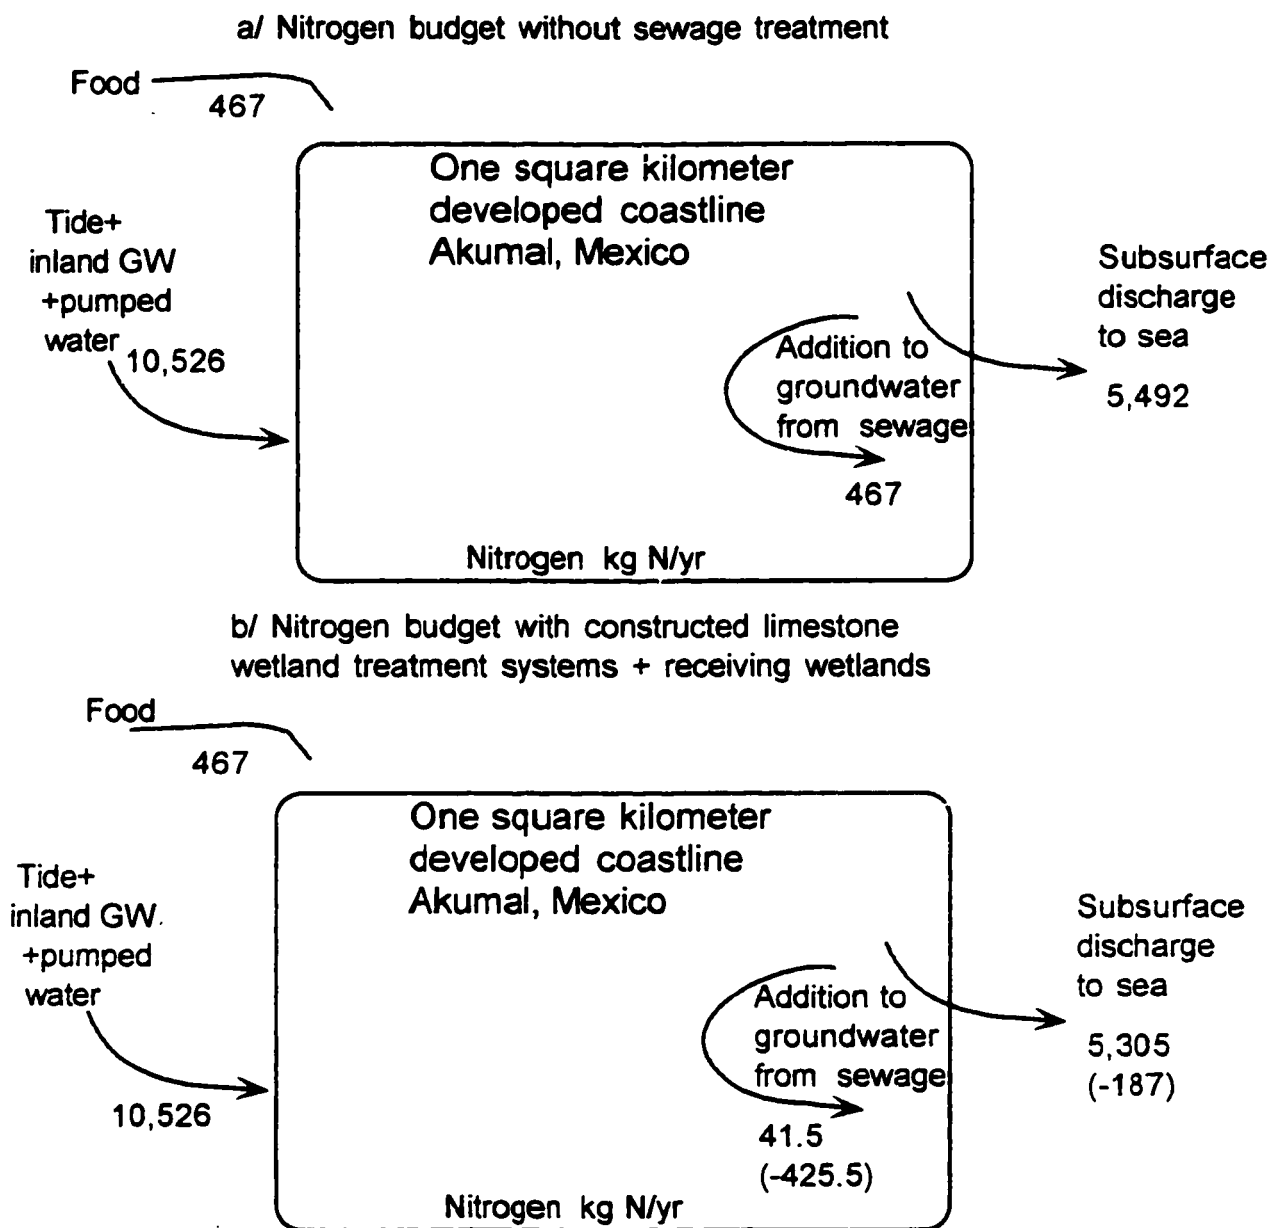 a/ Nitrogen budget without sewage treatment
Food
467
One square kilometer
developed coastline
Akumal, Mexico
Tide+
inland GW
+pumped
water
10,526
Subsurface
discharge
to sea
5,492
Addition to
groundwater
from sewage
467
Nitrogen kg N/yr
b/ Nitrogen budget with constructed limestone
wetland treatment systems + receiving wetlands
Food
467
One square kilometer
developed coastline
Akumal, Mexico
Tide+
inland GW
+pumped
water
10,526
Subsurface
discharge
to sea
5,305
(-187)
Addition to
groundwater
from sewage
41.5
(-425.5)
Nitrogen kg N/yr